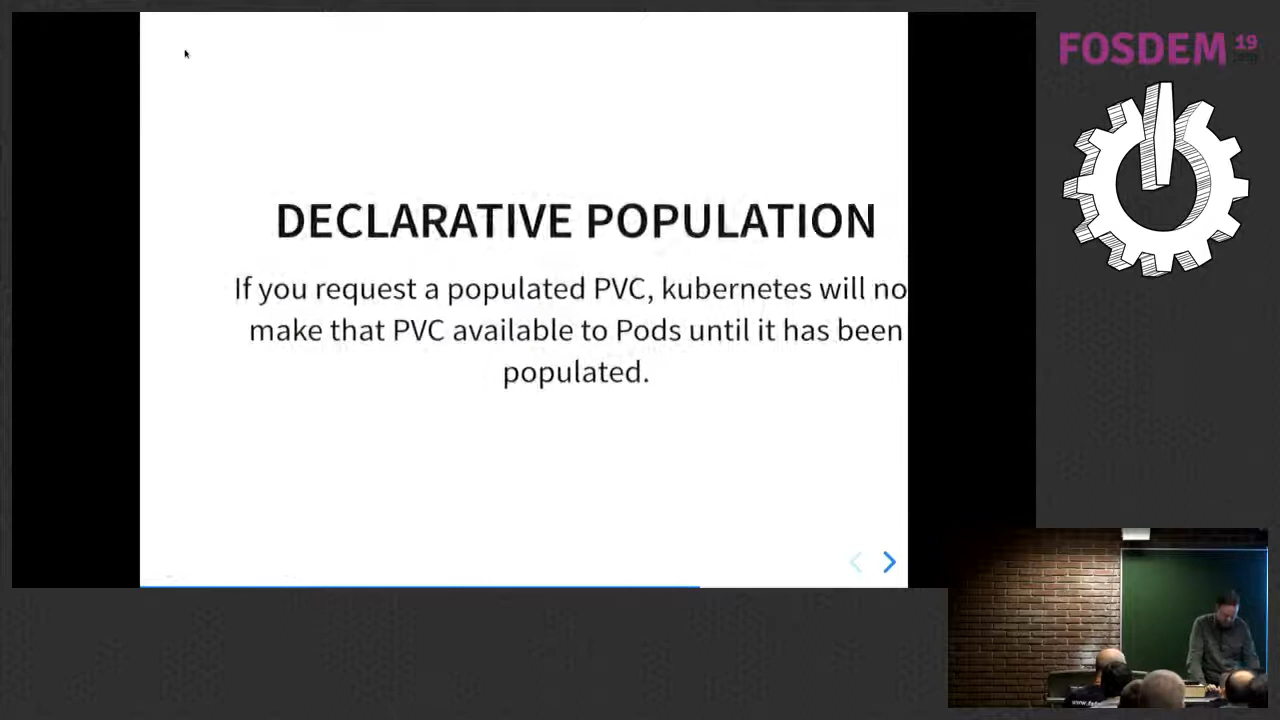 FOSDEM 19
.org
DECLARATIVE POPULATION
If you request a populated PVC, kubernetes will no
make that PVC available to Pods until it has been
populated.